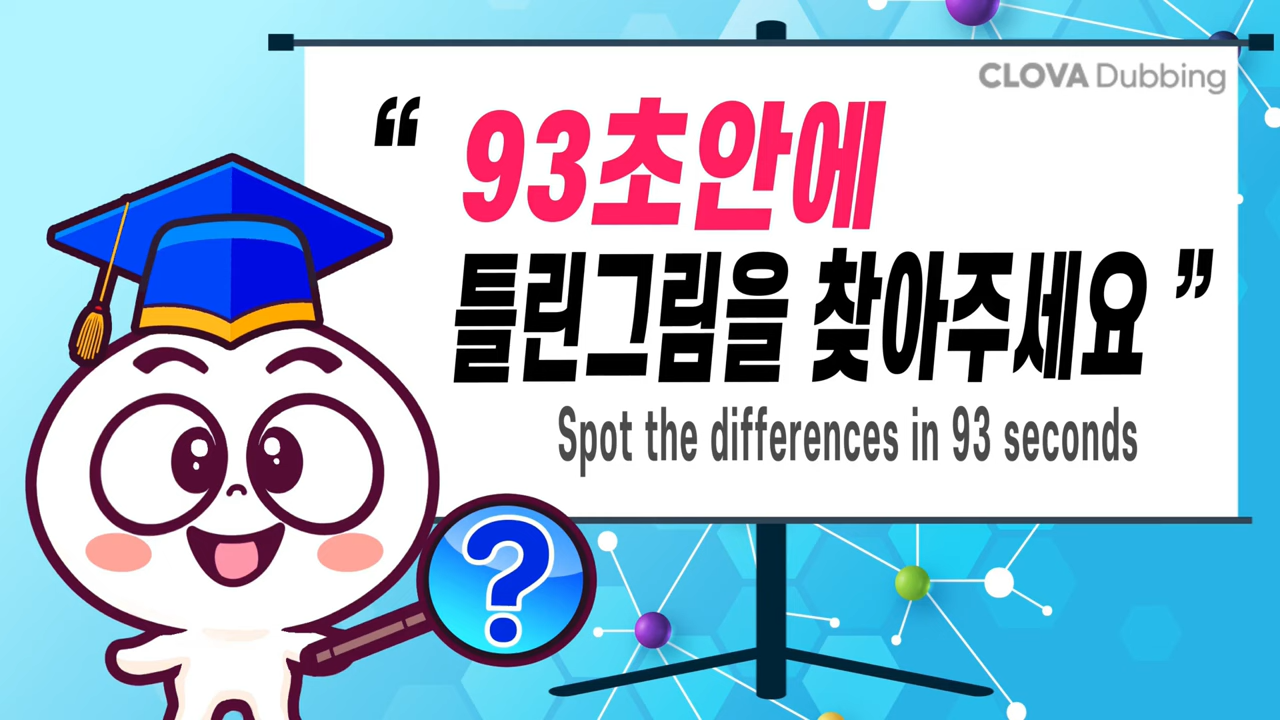 CLOVA Dubbing
“ 93초안에
틀린그림을 찾아주세요 ”
Spot the differences in 93 seconds
?